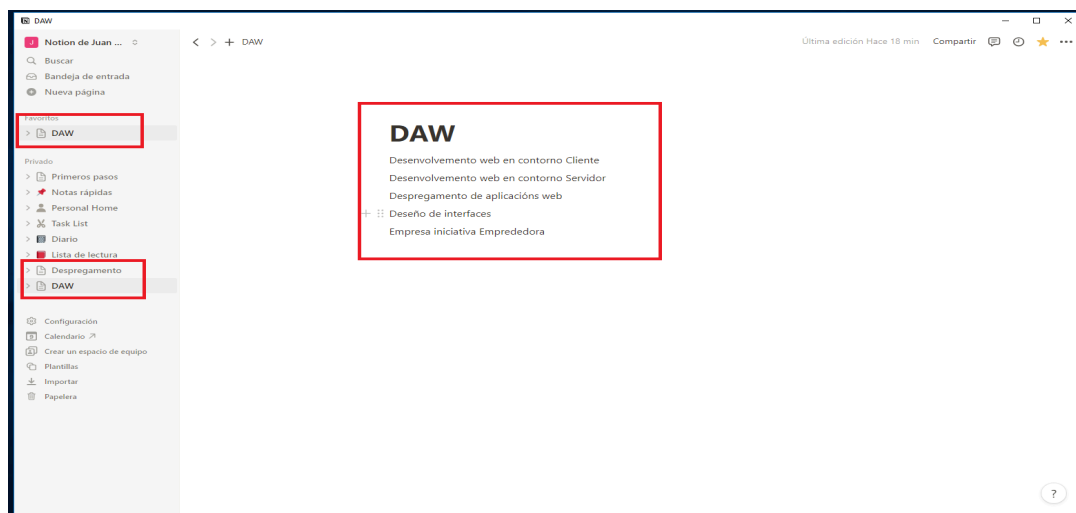 DAW
J Notion de Juan ...
Buscar
Bandeja de entrada
Nueva página
Favoritos
DAW
Privado
Primeros pasos
Notas rápidas
Personal Home
Task List
Diario
Lista de lectura
Despregamento
DAW
Configuración
Calendario ↗
Crear un espacio de equipo
Plantillas
Importar
Papelera
DAW
Última edición Hace 18 min Compartir
DAW
Desenvolvemento web en contorno Cliente
Desenvolvemento web en contorno Servidor
Despregamento de aplicacións web
Deseño de interfaces
Empresa iniciativa Emprededora
?